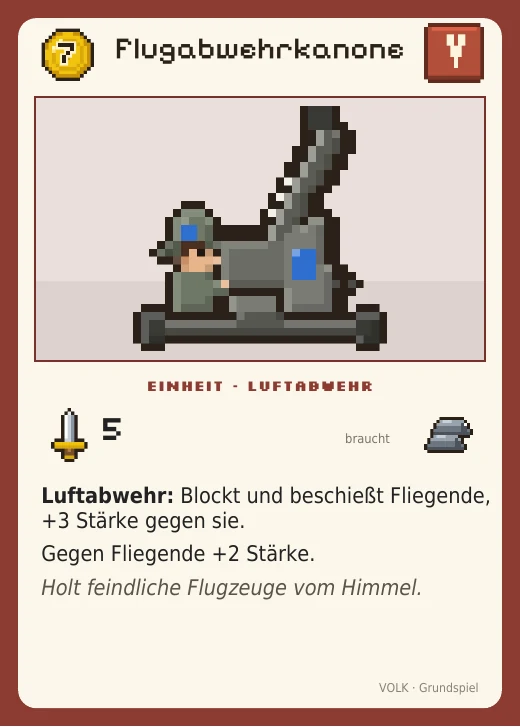 7 Flugabwehrkanone
EINHEIT · LUFTABWEHR
5
braucht
Luftabwehr: Blockt und beschießt Fliegende,
+3 Stärke gegen sie.
Gegen Fliegende +2 Stärke.
Holt feindliche Flugzeuge vom Himmel.
VOLK · Grundspiel